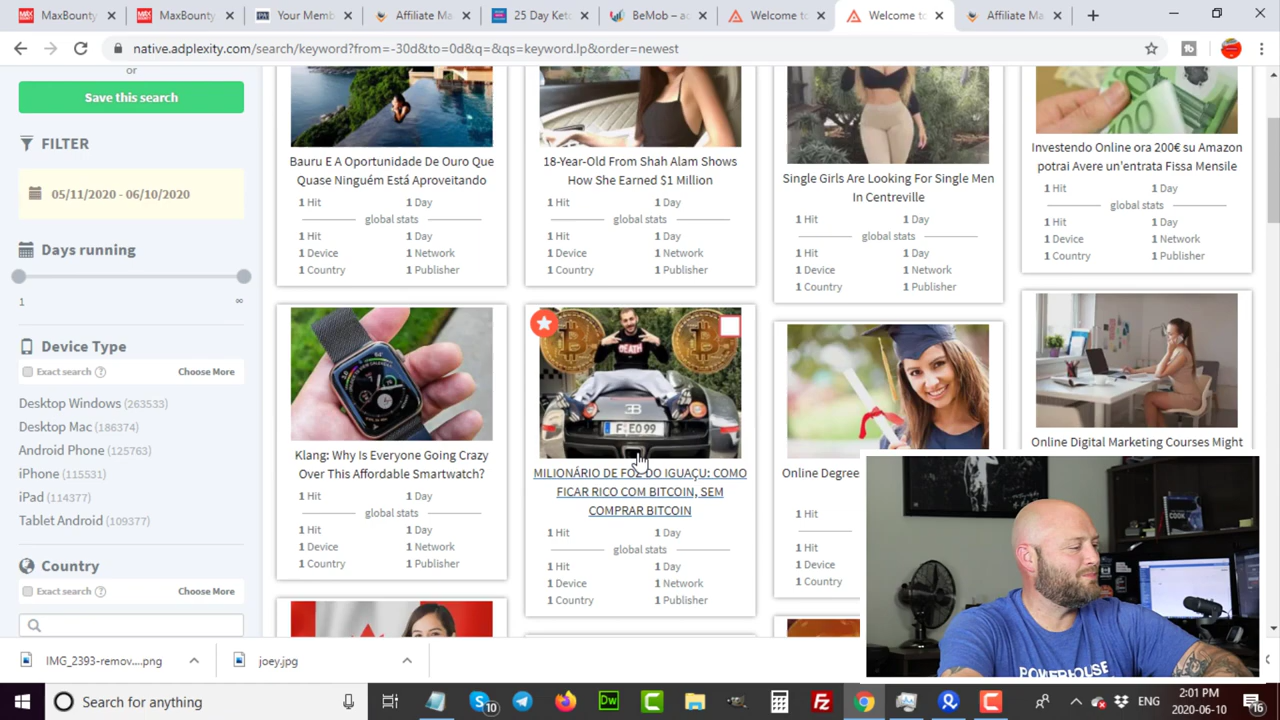 MaxBounty
MaxBounty
Your Memb
Affiliate M
25 Day Ket
BeMob – a
Welcome to
Welcome to
Affiliate Ma
native.adplexity.com/search/keyword?from=-30d&to=0d&q=&qs=keyword.lp&order=newest
or
Save this search
FILTER
05/11/2020 - 06/10/2020
Days running
1
∞
Device Type
Exact search
Choose More
Desktop Windows (263533)
Desktop Mac (186374)
Android Phone (125763)
iPhone (115531)
iPad (114377)
Tablet Android (109377)
Country
Exact search
Choose More
Bauru E A Oportunidade De Ouro Que
Quase Ninguém Está Aproveitando
1 Hit 1 Day
global stats
1 Hit 1 Day
1 Device 1 Network
1 Country 1 Publisher
18-Year-Old From Shah Alam Shows
How She Earned $1 Million
1 Hit 1 Day
global stats
1 Hit 1 Day
1 Device 1 Network
1 Country 1 Publisher
Single Girls Are Looking For Single Men
In Centreville
1 Hit 1 Day
global stats
1 Hit 1 Day
1 Device 1 Network
1 Country 1 Publisher
Investendo Online ora 200€ su Amazon
potrai Avere un'entrata Fissa Mensile
1 Hit 1 Day
global stats
1 Hit 1 Day
1 Device 1 Network
1 Country 1 Publisher
Klang: Why Is Everyone Going Crazy
Over This Affordable Smartwatch?
1 Hit 1 Day
global stats
1 Hit 1 Day
1 Device 1 Network
1 Country 1 Publisher
DEATH
F EO 99
MILIONÁRIO DE FOZ DO IGUAÇU: COMO
FICAR RICO COM BITCOIN, SEM
COMPRAR BITCOIN
1 Hit 1 Day
global stats
1 Hit 1 Day
1 Device 1 Network
1 Country 1 Publisher
Online Degree
1 Hit
1 Hit
1 Device
1 Country
Online Digital Marketing Courses Might
COOK
POWERHOUSE
IMG_2393-remov....png
joey.jpg
Search for anything
10
Dw
ENG
2:01 PM
2020-06-10
16